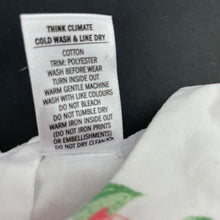 THINK CLIMATE
COLD WASH & LINE DRY
COTTON
TRIM: POLYESTER
WASH BEFORE WEAR
TURN INSIDE OUT
WARM GENTLE MACHINE
WASH WITH LIKE COLOURS
DO NOT BLEACH
DO NOT TUMBLE DRY
WARM IRON INSIDE OUT
(DO NOT IRON PRINTS
OR EMBELLISHMENTS)
DO NOT DRYCLEAN